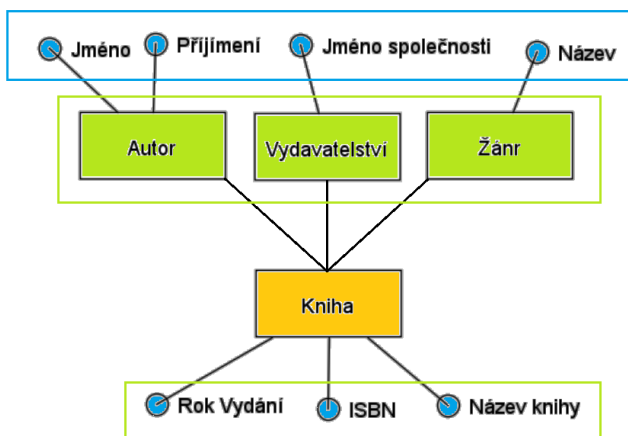 Jméno
Příjímení
Jméno společnosti
Název
Autor
Vydavatelství
Žánr
Kniha
Rok Vydání
ISBN
Název knihy